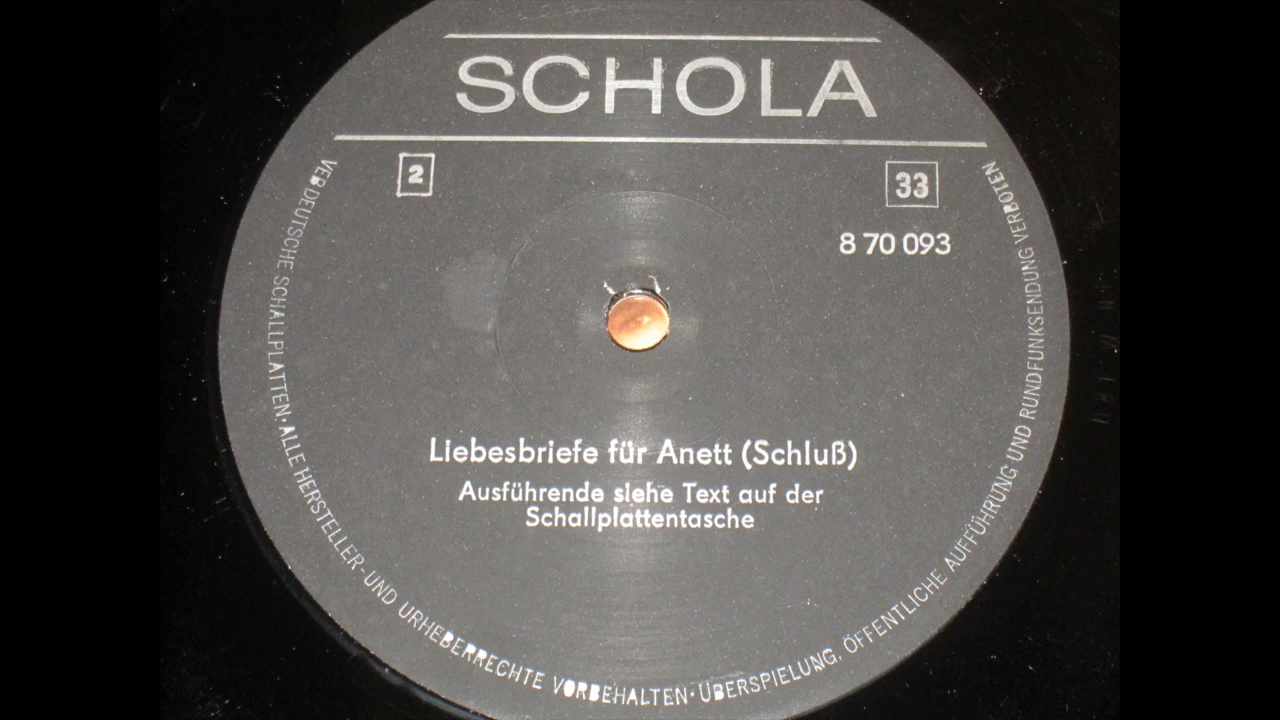 SCHOLA
2
33
8 70 093
Liebesbriefe für Anett (Schluß)
Ausführende siehe Text auf der
Schallplattentasche
VEB DEUTSCHE SCHALLPLATTEN · ALLE HERSTELLER- UND URHEBERRECHTE VORBEHALTEN · ÜBERSPIELUNG, ÖFFENTLICHE AUFFÜHRUNG UND RUNDFUNKSENDUNG VERBOTEN